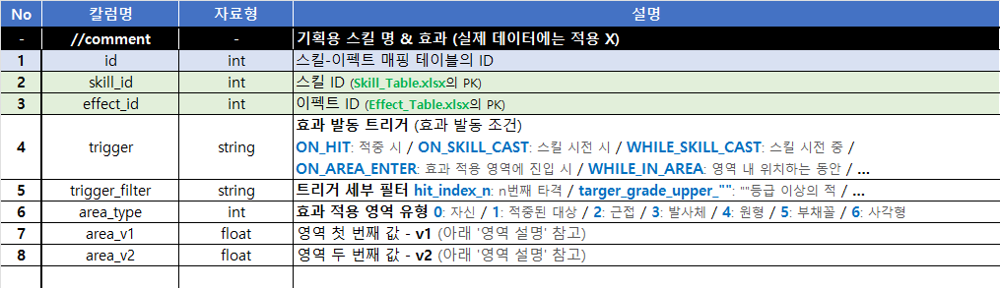 No 칼럼명 자료형 설명
- //comment - 기획용 스킬 명 & 효과 (실제 데이터에는 적용 X)
1 id int 스킬-이펙트 매핑 테이블의 ID
2 skill_id int 스킬 ID (Skill_Table.xlsx의 PK)
3 effect_id int 이펙트 ID (Effect_Table.xlsx의 PK)
4 trigger string 효과 발동 트리거 (효과 발동 조건)
ON_HIT: 적중 시 / ON_SKILL_CAST: 스킬 시전 시 / WHILE_SKILL_CAST: 스킬 시전 중 /
ON_AREA_ENTER: 효과 적용 영역에 진입 시 / WHILE_IN_AREA: 영역 내 위치하는 동안 / ...
5 trigger_filter string 트리거 세부 필터 hit_index_n: n번째 타격 / targer_grade_upper_"": ""등급 이상의 적 / ...
6 area_type int 효과 적용 영역 유형 0: 자신 / 1: 적중된 대상 / 2: 근접 / 3: 발사체 / 4: 원형 / 5: 부채꼴 / 6: 사각형
7 area_v1 float 영역 첫 번째 값 - v1 (아래 '영역 설명' 참고)
8 area_v2 float 영역 두 번째 값 - v2 (아래 '영역 설명' 참고)